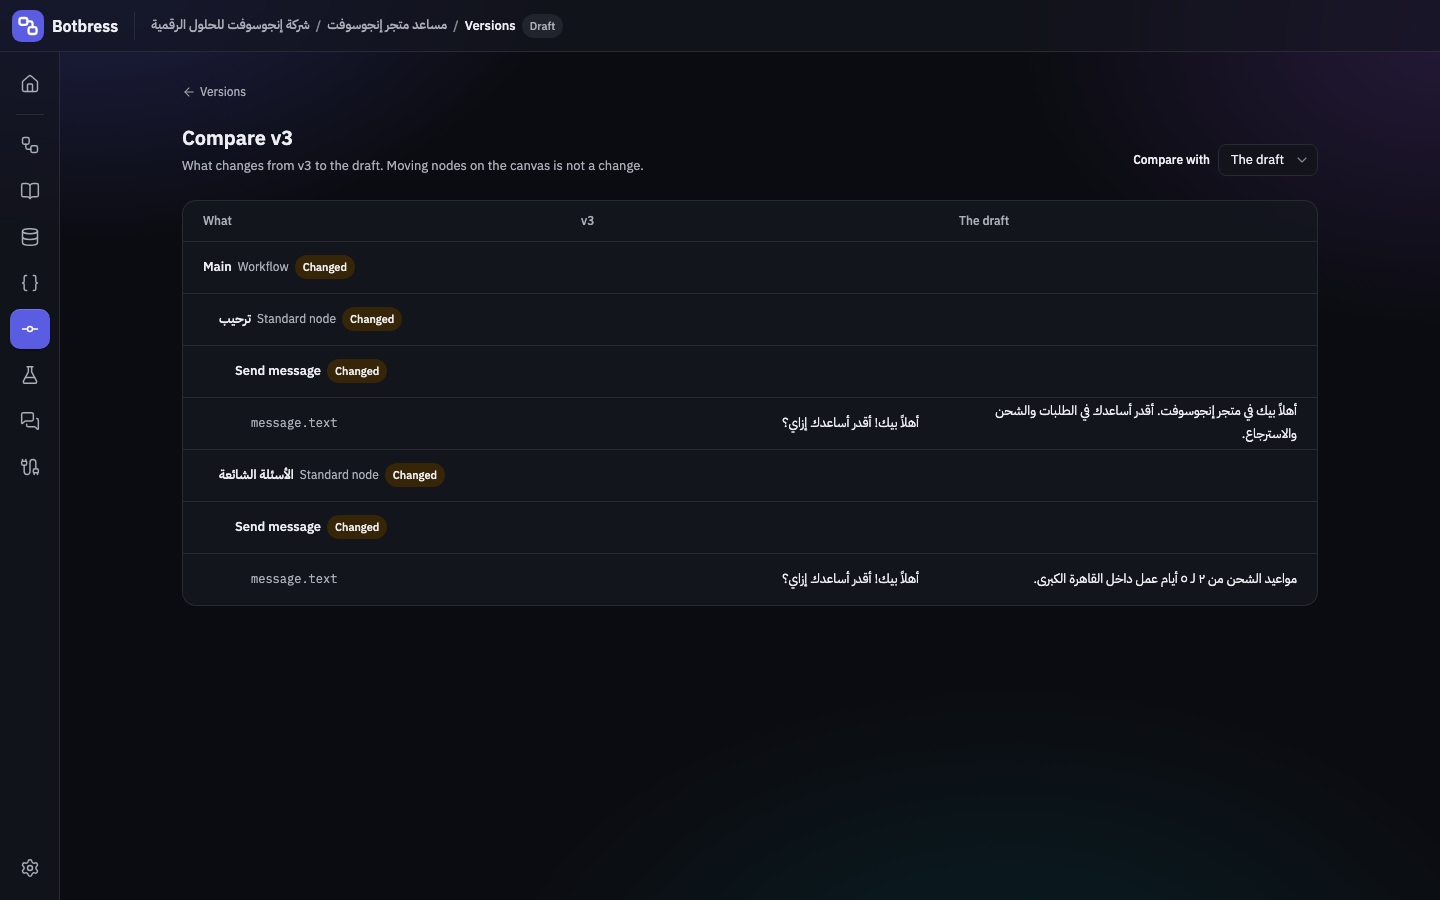 Botbress
شركة إنجوسوفت للحلول الرقمية / مساعد متجر إنجوسوفت / Versions Draft
Versions
Compare v3
What changes from v3 to the draft. Moving nodes on the canvas is not a change.
Compare with The draft
What v3 The draft
Main Workflow Changed
ترحيب Standard node Changed
Send message Changed
message.text
أهلاً بيك! أقدر أساعدك إزاي؟
أهلاً بيك في متجر إنجوسوفت. أقدر أساعدك في الطلبات والشحن
والاسترجاع.
الأسئلة الشائعة Standard node Changed
Send message Changed
message.text
أهلاً بيك! أقدر أساعدك إزاي؟
مواعيد الشحن من ٢ لـ ٥ أيام عمل داخل القاهرة الكبرى.